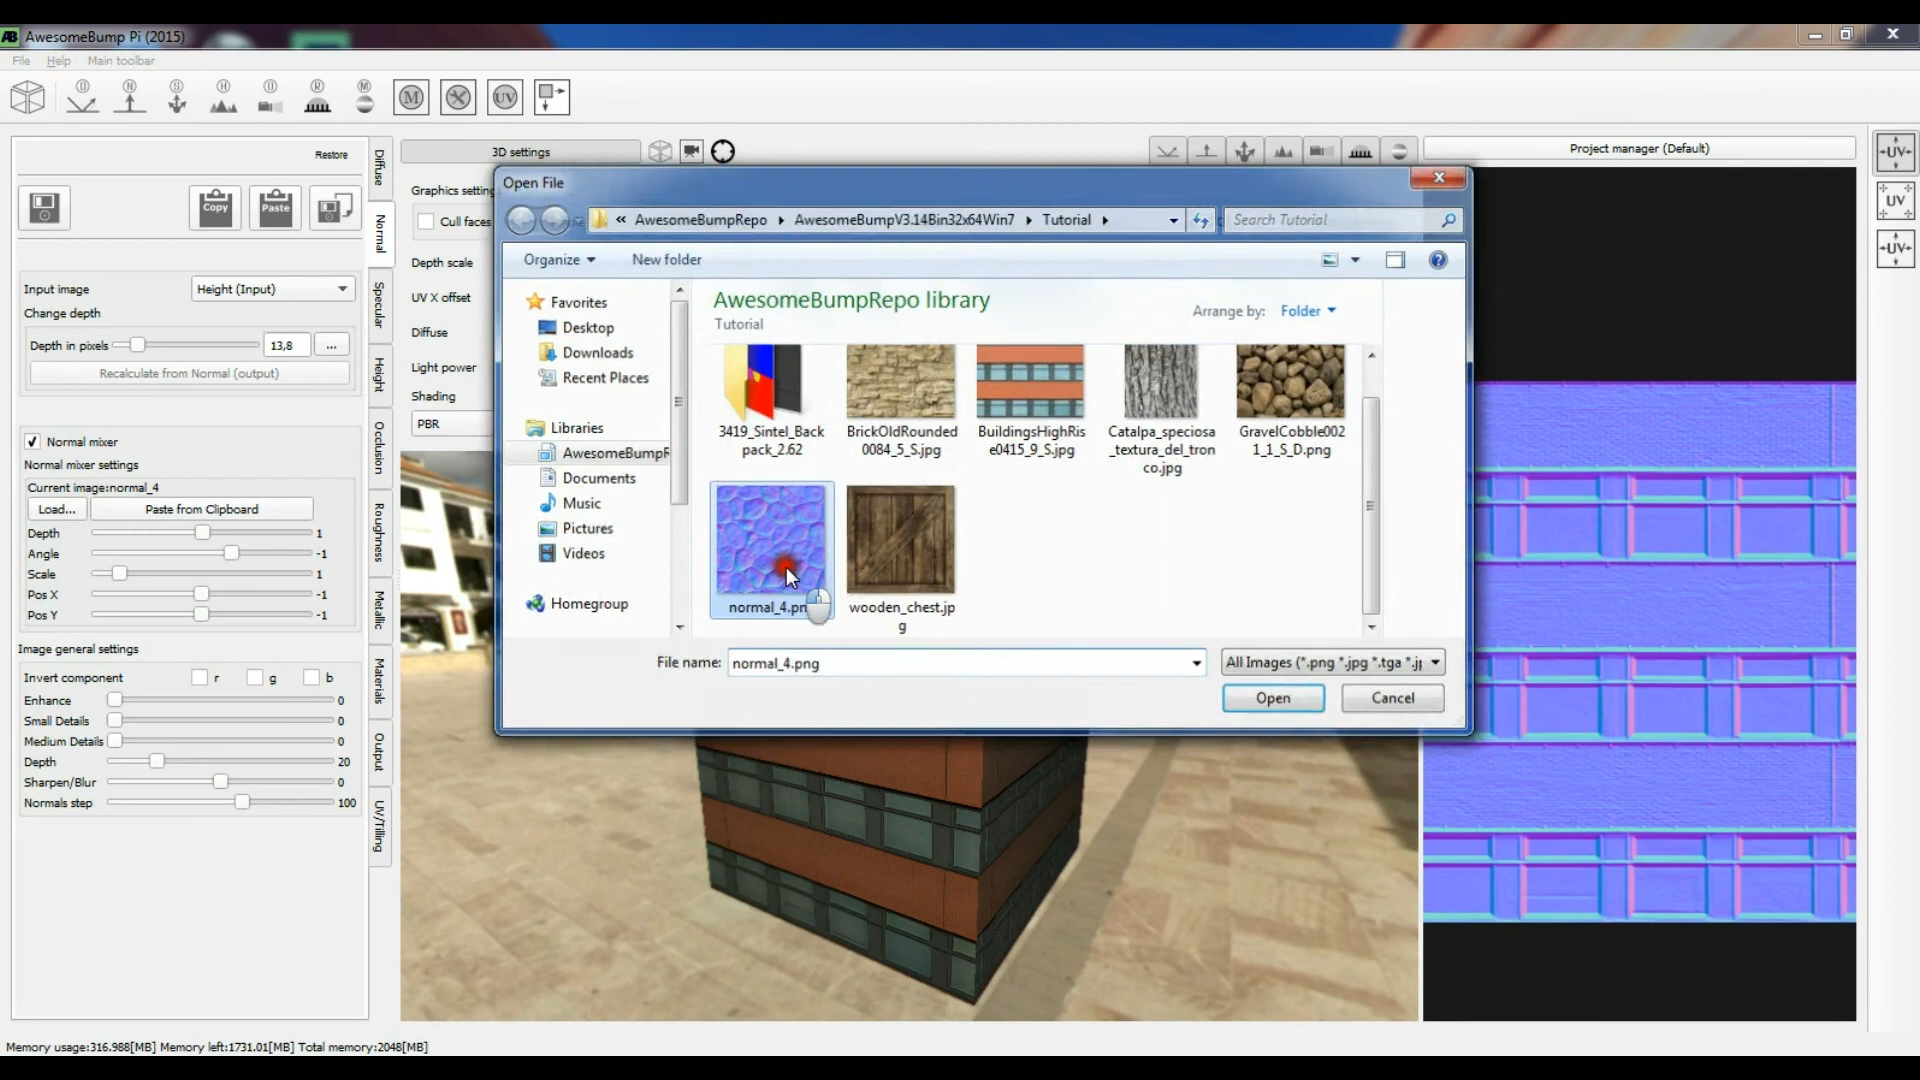 AB AwesomeBump Pi (2015)
File Help Main toolbar
D N S H O R M
M UV
Restore
3D settings
Project manager (Default)
Diffuse
Normal
Specular
Height
Occlusion
Roughness
Metallic
Materials
Output
UV/Tilling
Copy Paste
Input image Height (Input)
Change depth
Depth in pixels 13,8 ...
Recalculate from Normal (output)
Normal mixer
Normal mixer settings
Current image:normal_4
Load... Paste from Clipboard
Depth 1
Angle -1
Scale 1
Pos X -1
Pos Y -1
Image general settings
Invert component r g b
Enhance 0
Small Details 0
Medium Details 0
Depth 20
Sharpen/Blur 0
Normals step 100
Graphics setting
Cull faces
Depth scale
UV X offset
Diffuse
Light power
Shading
PBR
Open File
« AwesomeBumpRepo AwesomeBumpV3.14Bin32x64Win7 Tutorial
Search Tutorial
Organize New folder
Favorites
Desktop
Downloads
Recent Places
Libraries
AwesomeBumpR
Documents
Music
Pictures
Videos
Homegroup
AwesomeBumpRepo library
Tutorial
Arrange by: Folder
3419_Sintel_Back
pack_2.62
BrickOldRounded
0084_5_S.jpg
BuildingsHighRis
e0415_9_S.jpg
Catalpa_speciosa
_textura_del_tron
co.jpg
GravelCobble002
1_1_S_D.png
normal_4.pn
wooden_chest.jp
g
File name: normal_4.png
All Images (*.png *.jpg *.tga *.j
Open Cancel
UV
UV
UV
Memory usage:316.988[MB] Memory left:1731.01[MB] Total memory:2048[MB]